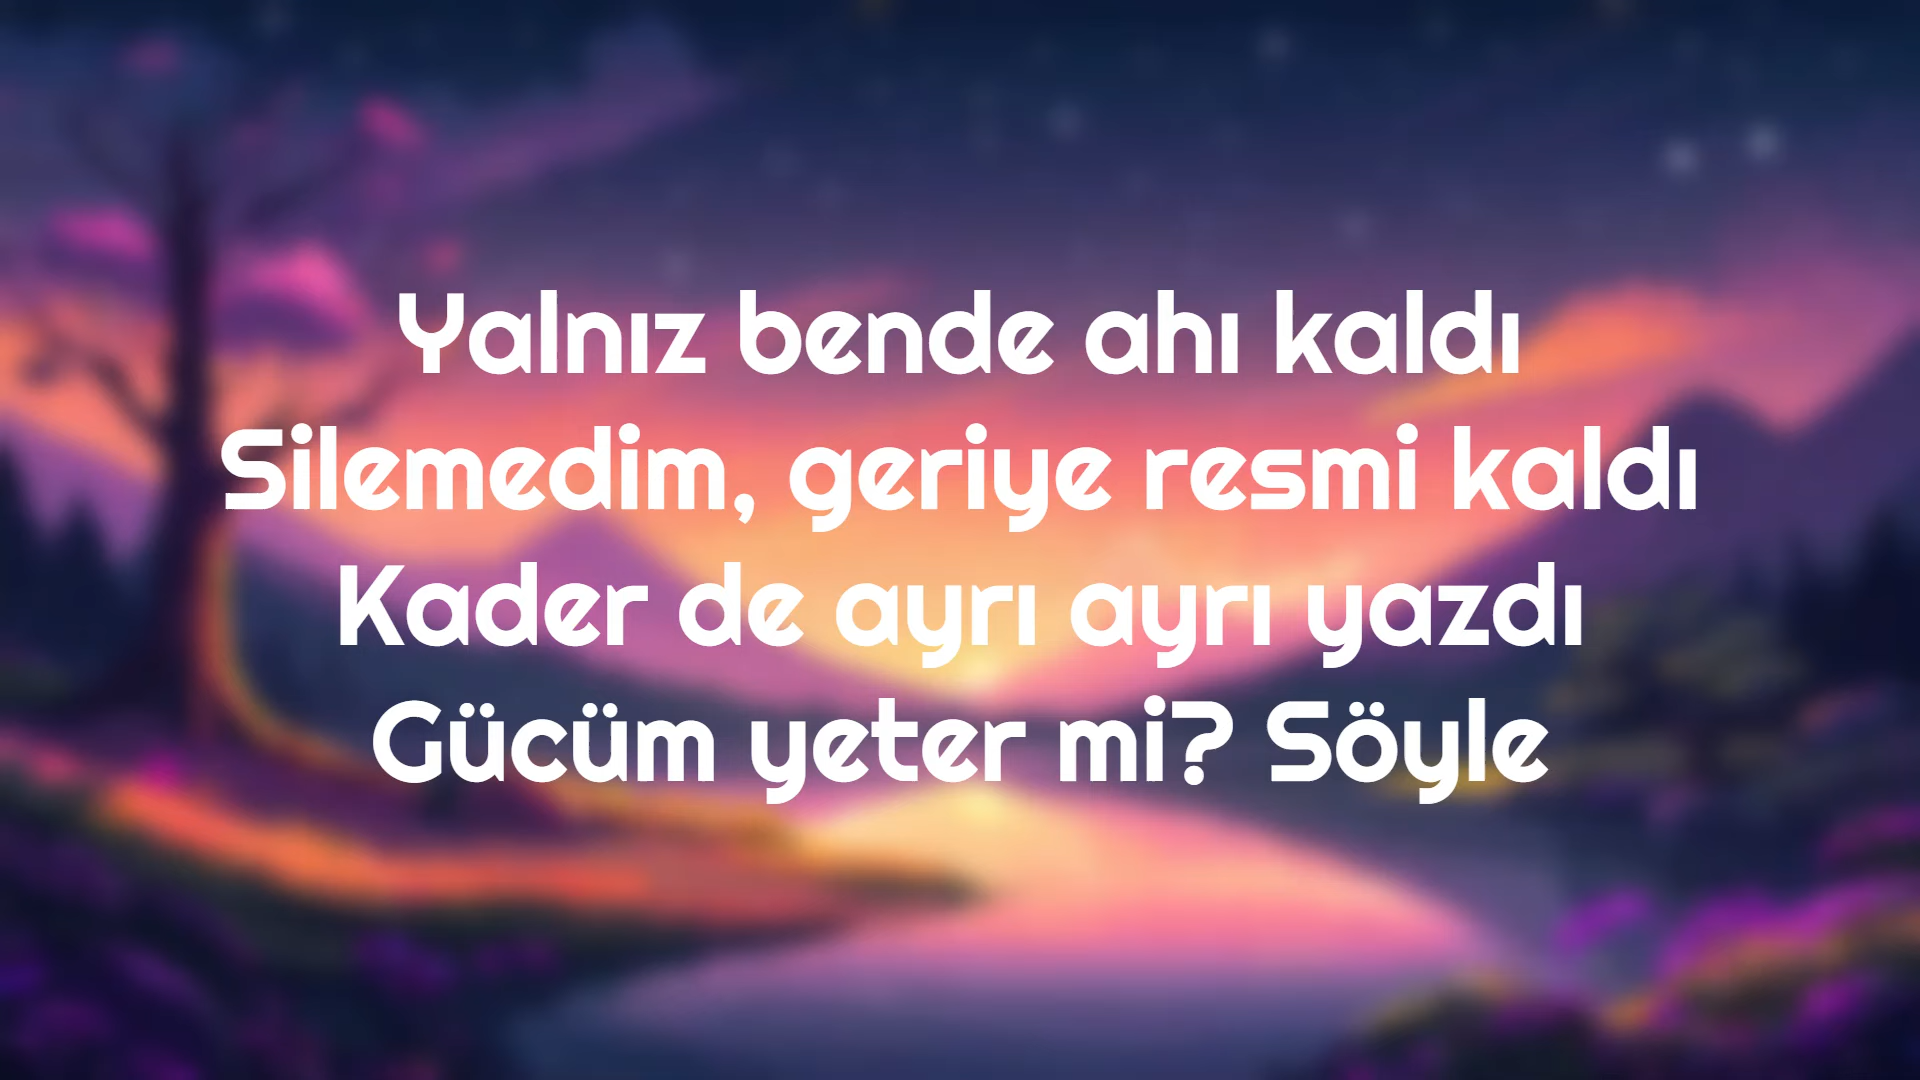 Yalnız bende ahı kaldı
Silemedim, geriye resmi kaldı
Kader de ayrı ayrı yazdı
Gücüm yeter mi? Söyle